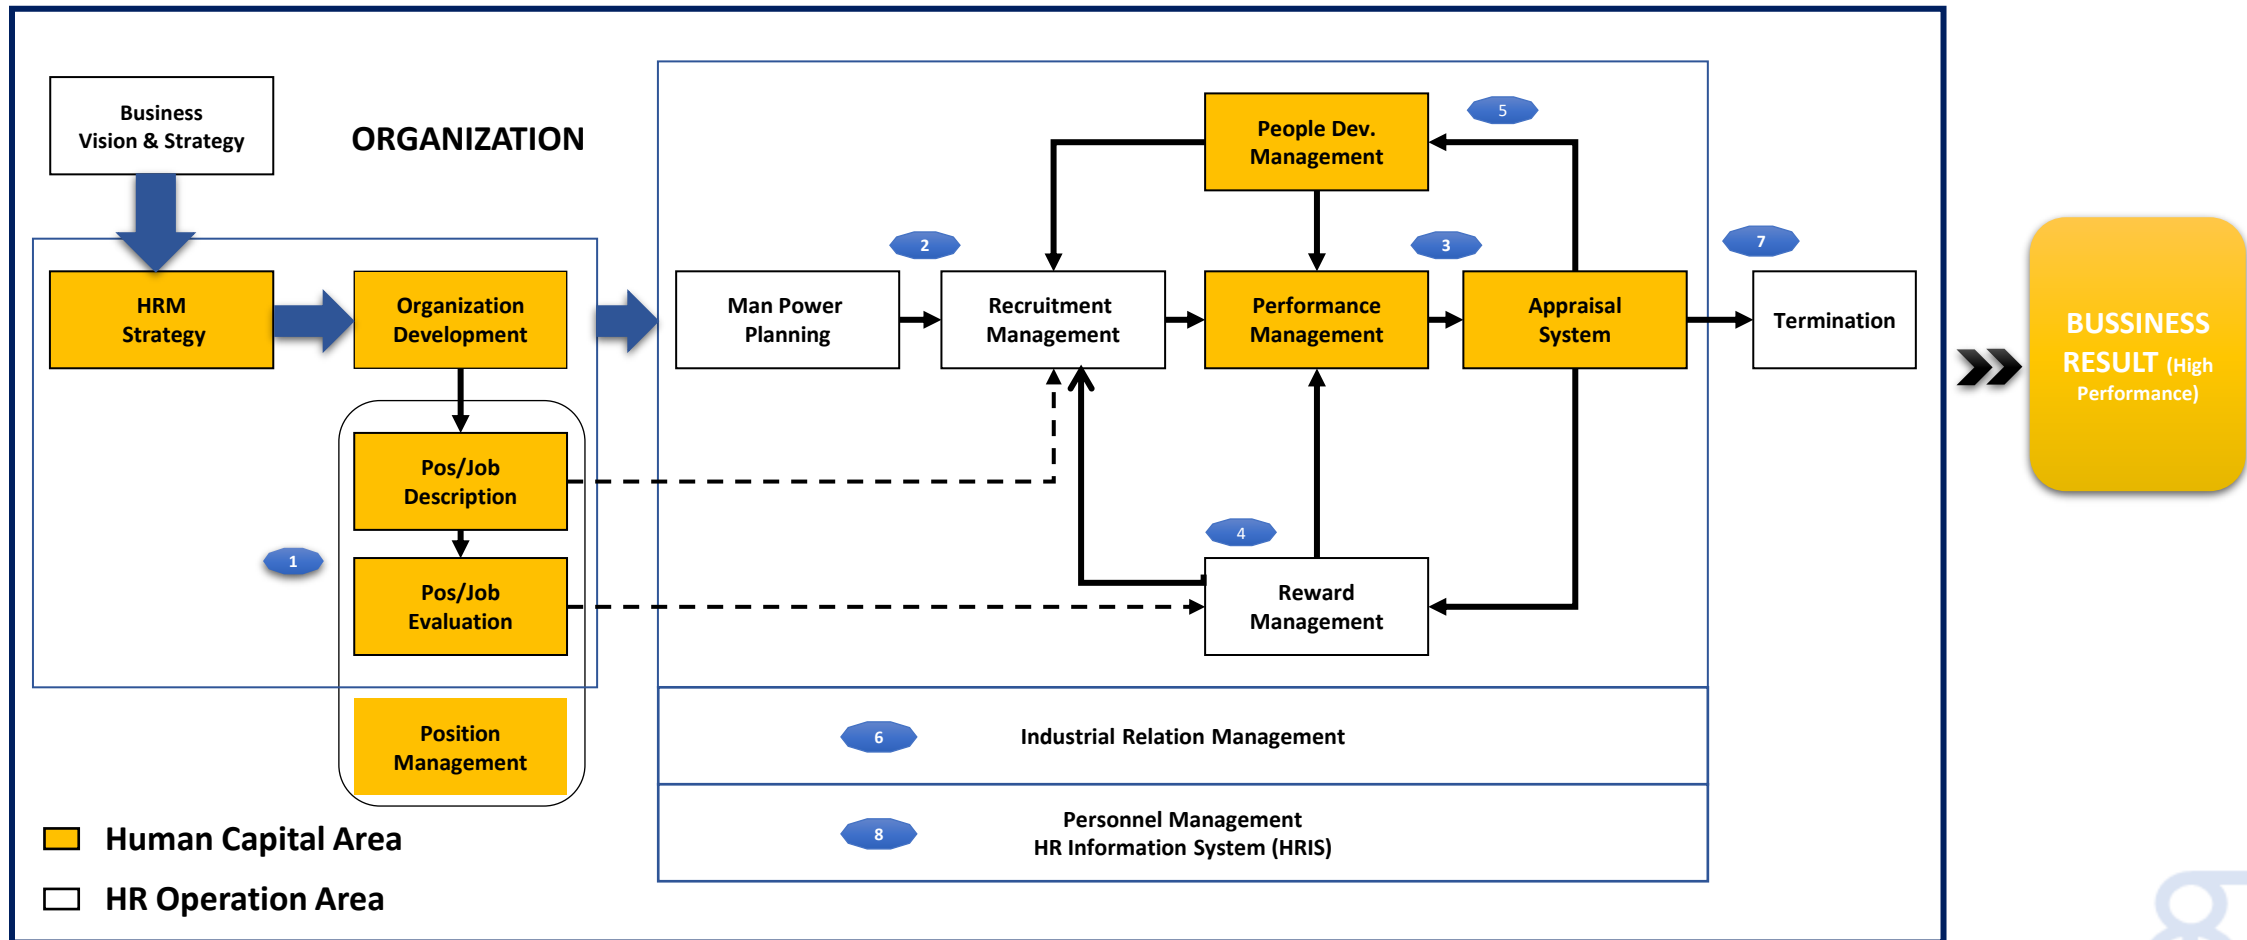 Business
Vision & Strategy
ORGANIZATION
People Dev.
Management
5
2
3
7
HRM
Strategy
Organization
Development
Man Power
Planning
Recruitment
Management
Performance
Management
Appraisal
System
Termination
BUSSINESS
RESULT (High
Performance)
Pos/Job
Description
1
Pos/Job
Evaluation
4
Reward
Management
Position
Management
6
Industrial Relation Management
8
Personnel Management
HR Information System (HRIS)
Human Capital Area
HR Operation Area